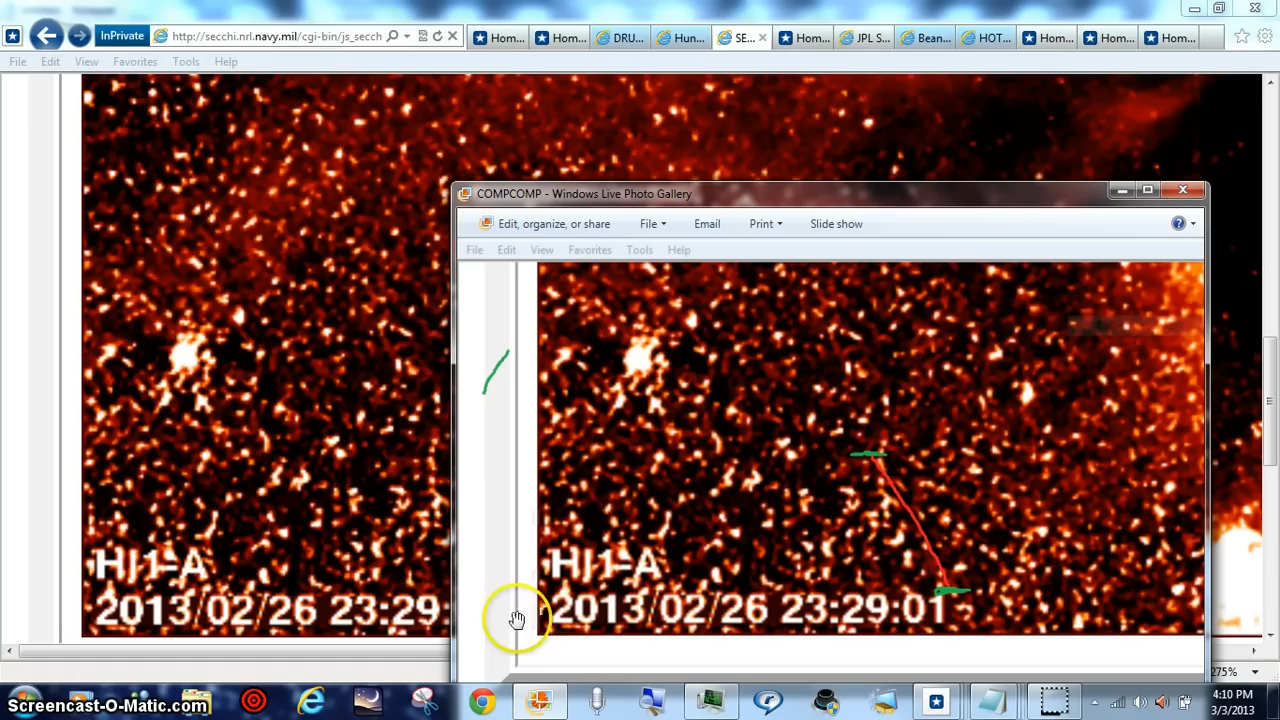 InPrivate
http://secchi.nrl.navy.mil/cgi-bin/js_secch
Hom... Hom... DRU... Hun... SE... Hom... JPL S... Bean... HOT... Hom... Hom... Hom...
File Edit View Favorites Tools Help
COMPCOMP - Windows Live Photo Gallery
Edit, organize, or share File Email Print Slide show
File Edit View Favorites Tools Help
HI1-A
2013/02/26 23:29:
HI1-A
2013/02/26 23:29:01
275%
4:10 PM
3/3/2013
Screencast-O-Matic.com